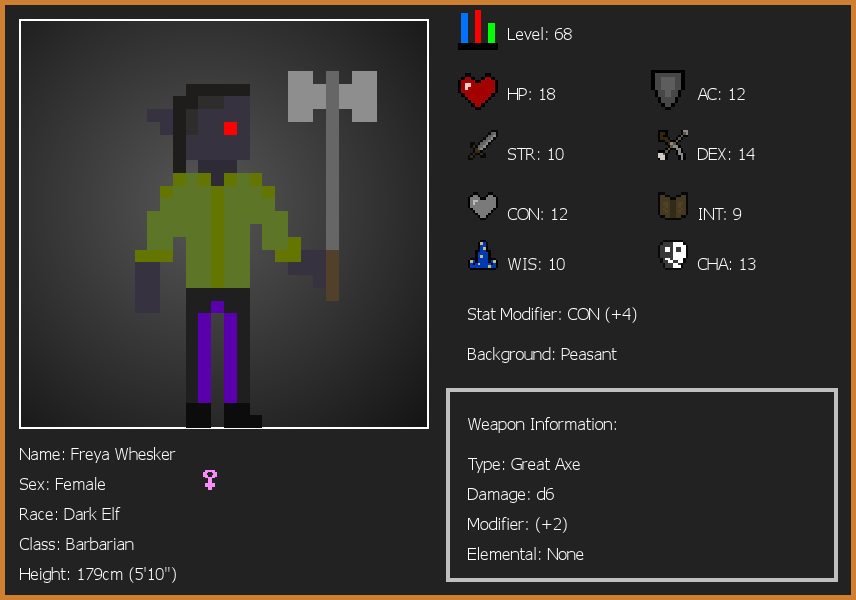 Level: 68
HP: 18
AC: 12
STR: 10
DEX: 14
CON: 12
INT: 9
WIS: 10
CHA: 13
Stat Modifier: CON (+4)
Background: Peasant
Weapon Information:
Type: Great Axe
Damage: d6
Modifier: (+2)
Elemental: None
Name: Freya Whesker
Sex: Female
Race: Dark Elf
Class: Barbarian
Height: 179cm (5'10")